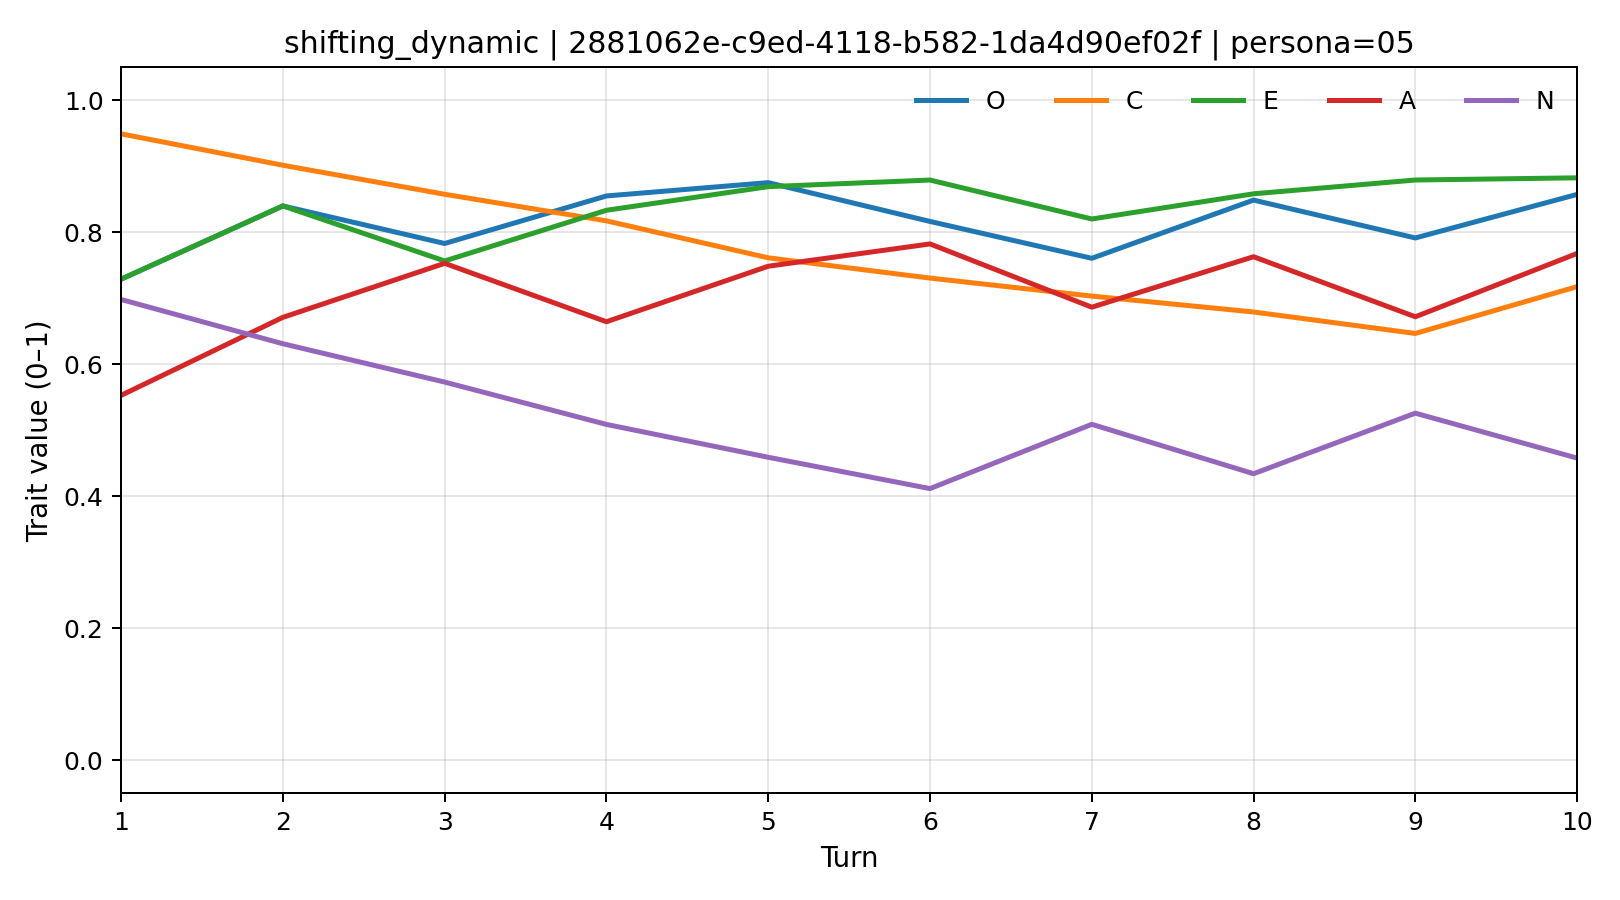 shifting_dynamic | 2881062e-c9ed-4118-b582-1da4d90ef02f | persona=05
O C E A N
Trait value (0–1)
1.0
0.8
0.6
0.4
0.2
0.0
1 2 3 4 5 6 7 8 9 10
Turn